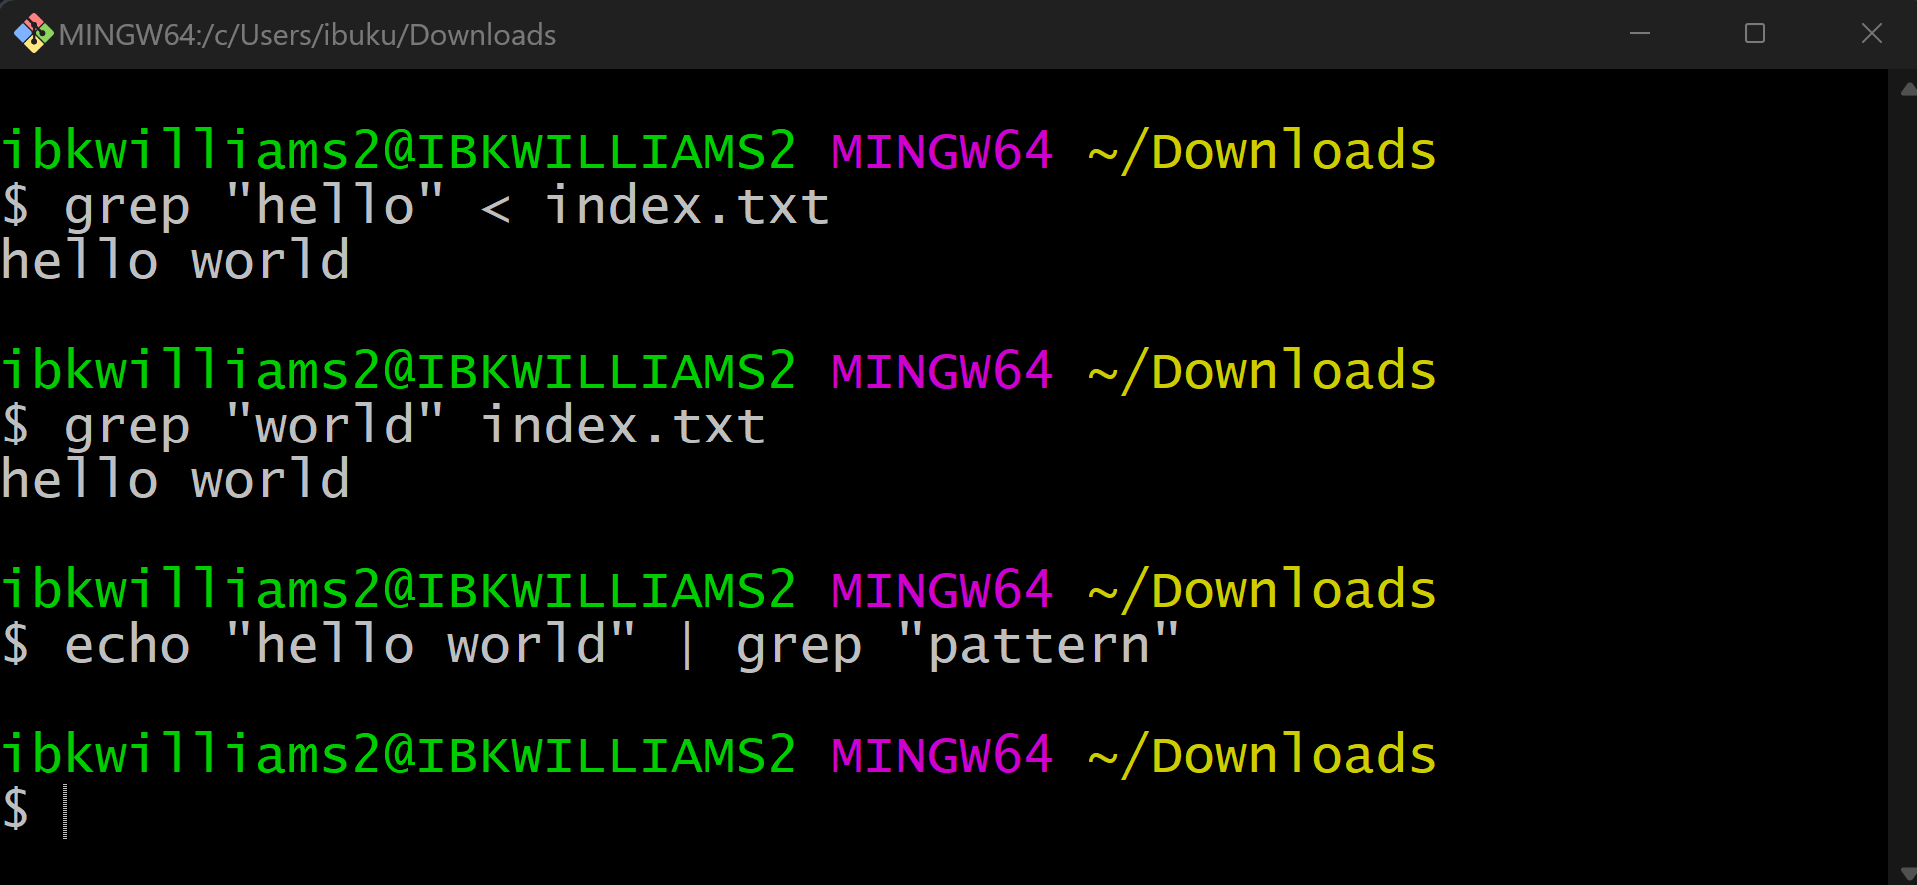 MINGW64:/c/Users/ibuku/Downloads
ibkwilliams2@IBKWILLIAMS2 MINGW64 ~/Downloads
$ grep "hello" < index.txt
hello world
ibkwilliams2@IBKWILLIAMS2 MINGW64 ~/Downloads
$ grep "world" index.txt
hello world
ibkwilliams2@IBKWILLIAMS2 MINGW64 ~/Downloads
$ echo "hello world" | grep "pattern"
ibkwilliams2@IBKWILLIAMS2 MINGW64 ~/Downloads
$